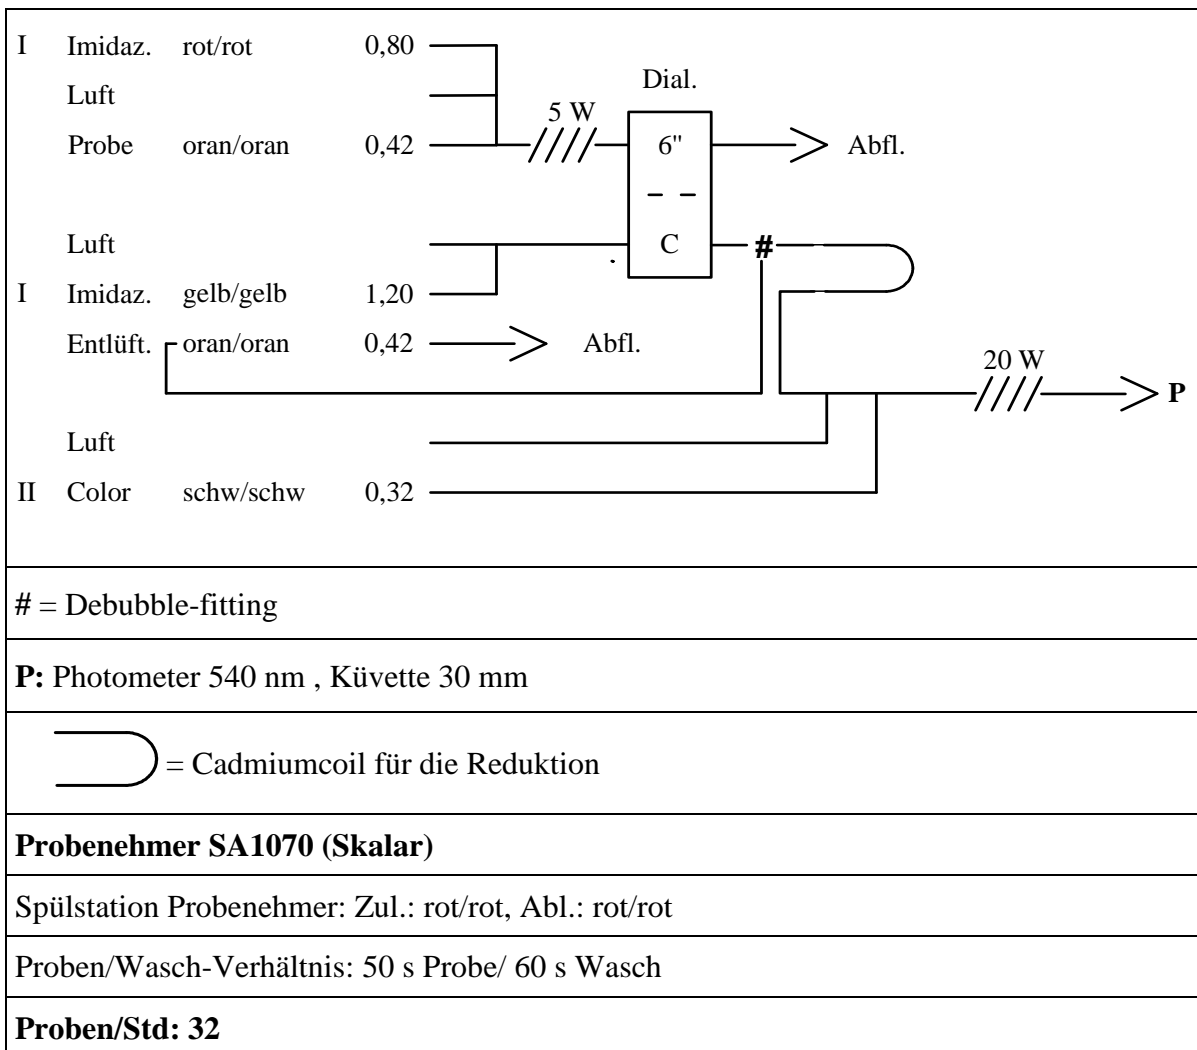 I Imidaz. rot/rot 0,80
Dial.
Luft
5 W
Probe oran/oran 0,42 6" Abfl.
Luft C #
I Imidaz. gelb/gelb 1,20
Entlüft. oran/oran 0,42 Abfl.
20 W
P
Luft
II Color schw/schw 0,32
# = Debubble-fitting
P: Photometer 540 nm , Küvette 30 mm
= Cadmiumcoil für die Reduktion
Probenehmer SA1070 (Skalar)
Spülstation Probenehmer: Zul.: rot/rot, Abl.: rot/rot
Proben/Wasch-Verhältnis: 50 s Probe/ 60 s Wasch
Proben/Std: 32